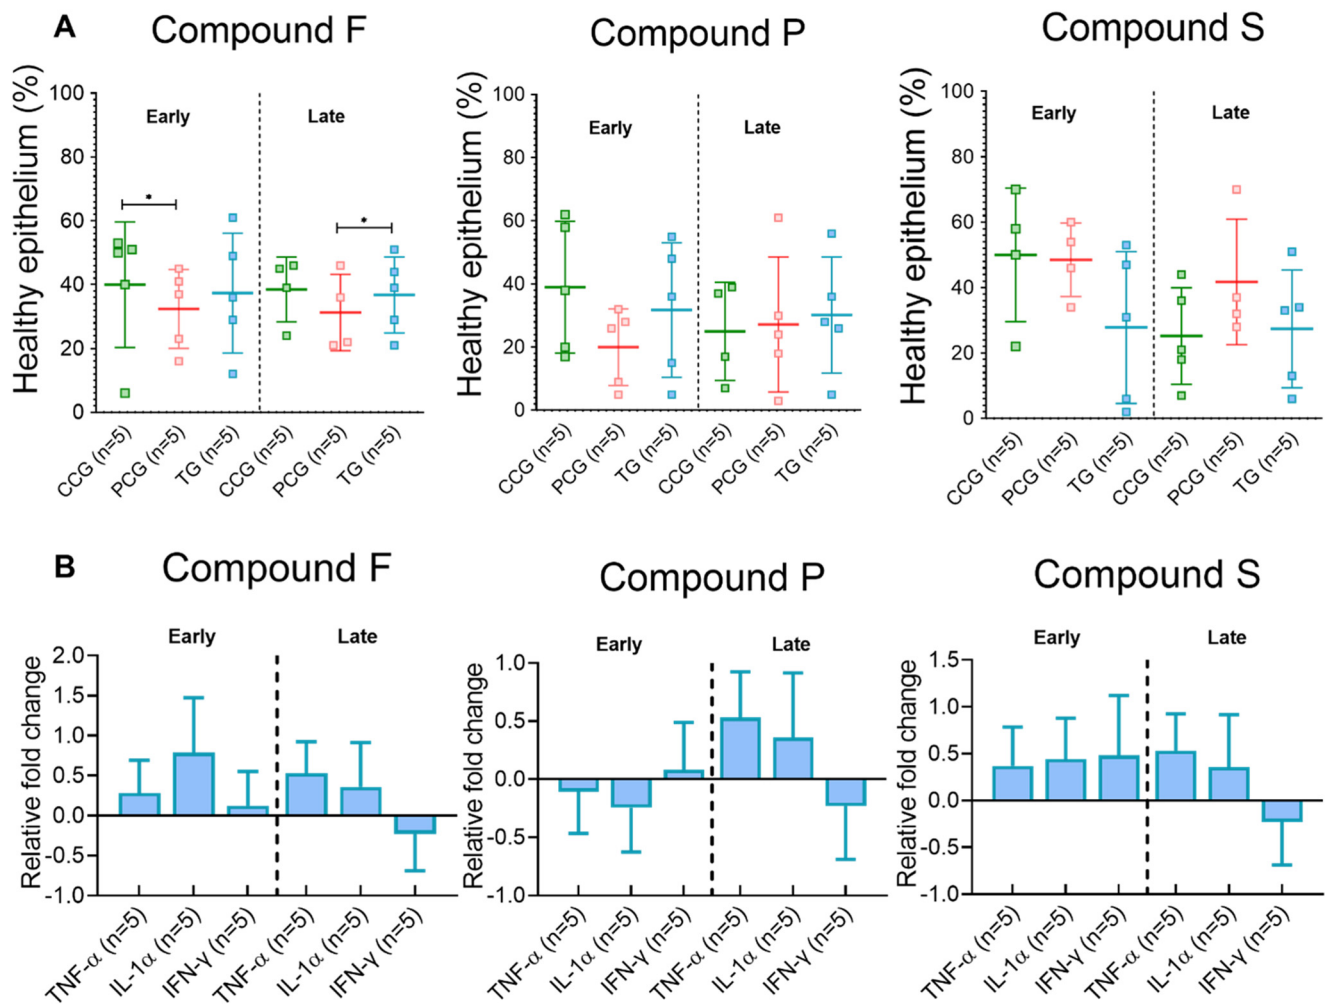 A
Compound F
Compound P
Compound S
Healthy epithelium (%)
100
80
60
40
20
0
Early
Late
*
*
CCG (n=5)
PCG (n=5)
TG (n=5)
CCG (n=5)
PCG (n=5)
TG (n=5)
Healthy epithelium (%)
100
80
60
40
20
0
Early
Late
CCG (n=5)
PCG (n=5)
TG (n=5)
CCG (n=5)
PCG (n=5)
TG (n=5)
Healthy epithelium (%)
100
80
60
40
20
0
Early
Late
CCG (n=5)
PCG (n=5)
TG (n=5)
CCG (n=5)
PCG (n=5)
TG (n=5)
B
Compound F
Compound P
Compound S
Relative fold change
2.0
1.5
1.0
0.5
0.0
-0.5
-1.0
Early
Late
TNF-α (n=5)
IL-1α (n=5)
IFN-γ (n=5)
TNF-α (n=5)
IL-1α (n=5)
IFN-γ (n=5)
Relative fold change
1.0
0.5
0.0
-0.5
-1.0
Early
Late
TNF-α (n=5)
IL-1α (n=5)
IFN-γ (n=5)
TNF-α (n=5)
IL-1α (n=5)
IFN-γ (n=5)
Relative fold change
1.5
1.0
0.5
0.0
-0.5
-1.0
Early
Late
TNF-α (n=5)
IL-1α (n=5)
IFN-γ (n=5)
TNF-α (n=5)
IL-1α (n=5)
IFN-γ (n=5)